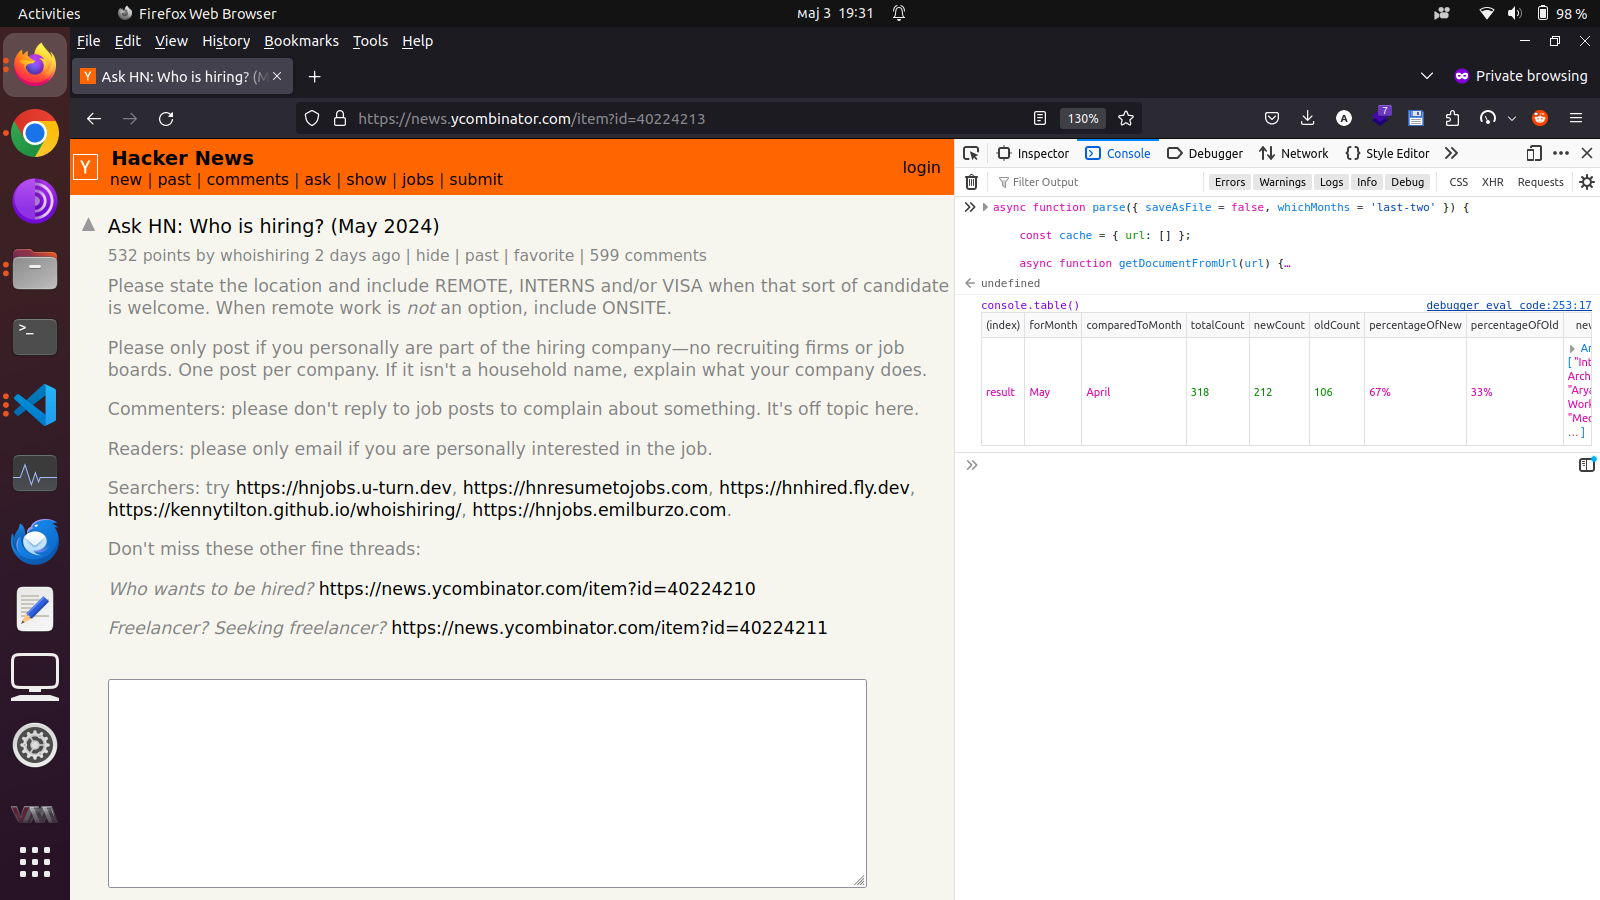 Activities
Firefox Web Browser
мај 3 19:31
98 %
File Edit View History Bookmarks Tools Help
Ask HN: Who is hiring? (M
Private browsing
https://news.ycombinator.com/item?id=40224213
130%
7
Y
Hacker News
new | past | comments | ask | show | jobs | submit
login
Ask HN: Who is hiring? (May 2024)
532 points by whoishiring 2 days ago | hide | past | favorite | 599 comments
Please state the location and include REMOTE, INTERNS and/or VISA when that sort of candidate
is welcome. When remote work is not an option, include ONSITE.
Please only post if you personally are part of the hiring company—no recruiting firms or job
boards. One post per company. If it isn't a household name, explain what your company does.
Commenters: please don't reply to job posts to complain about something. It's off topic here.
Readers: please only email if you are personally interested in the job.
Searchers: try https://hnjobs.u-turn.dev, https://hnresumetojobs.com, https://hnhired.fly.dev,
https://kennytilton.github.io/whoishiring/, https://hnjobs.emilburzo.com.
Don't miss these other fine threads:
Who wants to be hired? https://news.ycombinator.com/item?id=40224210
Freelancer? Seeking freelancer? https://news.ycombinator.com/item?id=40224211
Inspector Console Debugger Network Style Editor
Filter Output
Errors Warnings Logs Info Debug CSS XHR Requests
async function parse({ saveAsFile = false, whichMonths = 'last-two' }) {
const cache = { url: [] };
async function getDocumentFromUrl(url) {…
undefined
console.table()
debugger eval code:253:17
(index) forMonth comparedToMonth totalCount newCount oldCount percentageOfNew percentageOfOld nev
result May April 318 212 106 67% 33%
Ar
[ "Int
Arch
"Arya
Work
"Med
… ]